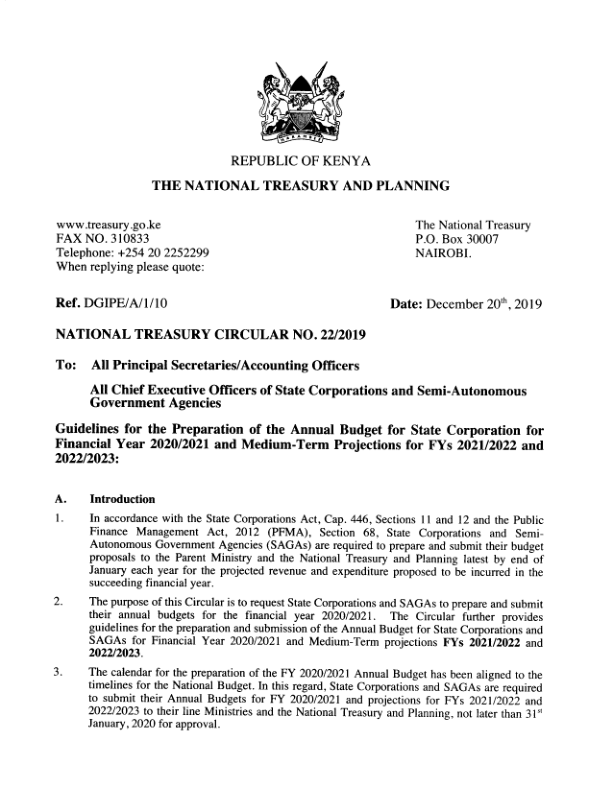 REPUBLIC OF KENYA
THE NATIONAL TREASURY AND PLANNING
www.treasury.go.ke
FAX NO. 310833
Telephone: +254 20 2252299
When replying please quote:
The National Treasury
P.O. Box 30007
NAIROBI.
Ref. DGIPE/A/1/10
Date: December 20th, 2019
NATIONAL TREASURY CIRCULAR NO. 22/2019
To: All Principal Secretaries/Accounting Officers
All Chief Executive Officers of State Corporations and Semi-Autonomous
Government Agencies
Guidelines for the Preparation of the Annual Budget for State Corporation for
Financial Year 2020/2021 and Medium-Term Projections for FYs 2021/2022 and
2022/2023:
A. Introduction
1. In accordance with the State Corporations Act, Cap. 446, Sections 11 and 12 and the Public
Finance Management Act, 2012 (PFMA), Section 68, State Corporations and Semi-
Autonomous Government Agencies (SAGAs) are required to prepare and submit their budget
proposals to the Parent Ministry and the National Treasury and Planning latest by end of
January each year for the projected revenue and expenditure proposed to be incurred in the
succeeding financial year.
2. The purpose of this Circular is to request State Corporations and SAGAs to prepare and submit
their annual budgets for the financial year 2020/2021. The Circular further provides
guidelines for the preparation and submission of the Annual Budget for State Corporations and
SAGAs for Financial Year 2020/2021 and Medium-Term projections FYs 2021/2022 and
2022/2023.
3. The calendar for the preparation of the FY 2020/2021 Annual Budget has been aligned to the
timelines for the National Budget. In this regard, State Corporations and SAGAs are required
to submit their Annual Budgets for FY 2020/2021 and projections for FYs 2021/2022 and
2022/2023 to their line Ministries and the National Treasury and Planning, not later than 31st
January, 2020 for approval.